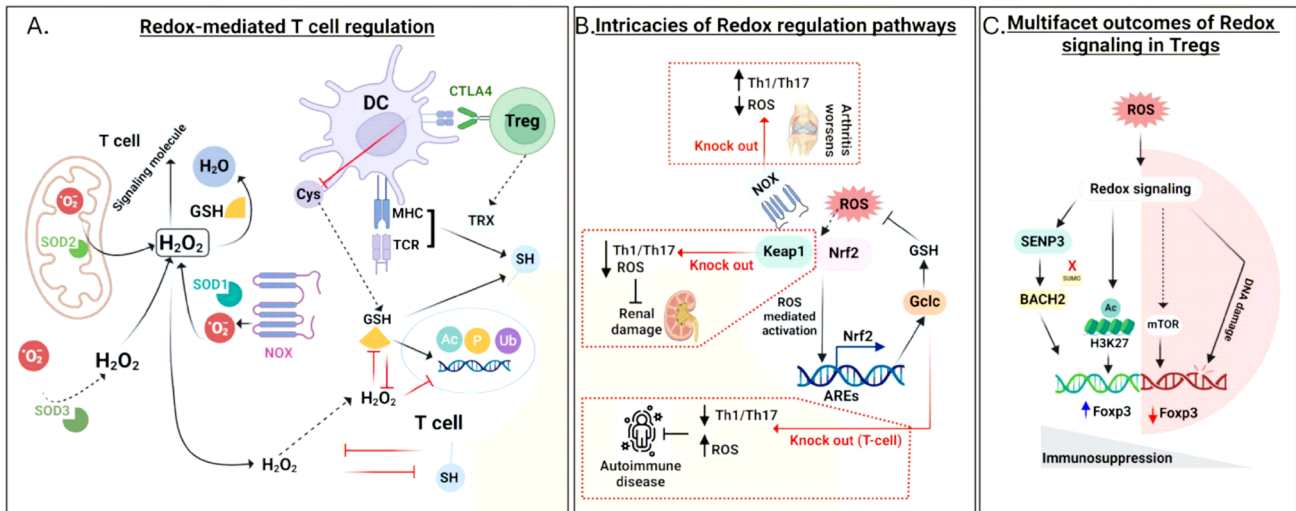 A.
Redox-mediated T cell regulation
DC
CTLA4
Treg
T cell
Signaling molecule
H₂O
•O₂⁻
GSH
Cys
SOD2
H₂O₂
MHC
TRX
TCR
SH
SOD1
•O₂⁻
NOX
GSH
Ac
P
Ub
•O₂⁻
H₂O₂
SOD3
H₂O₂
T cell
H₂O₂
SH
B.
Intricacies of Redox regulation pathways
Th1/Th17
ROS
Arthritis
worsens
Knock out
NOX
ROS
Th1/Th17
ROS
Knock out
Keap1
Nrf2
GSH
Renal
damage
ROS
mediated
activation
Gclc
Nrf2
AREs
Th1/Th17
ROS
Knock out (T-cell)
Autoimmune
disease
C.
Multifacet outcomes of Redox
signaling in Tregs
ROS
Redox signaling
SENP3
X
SUMO
BACH2
Ac
H3K27
mTOR
DNA damage
Foxp3
Foxp3
Immunosuppression